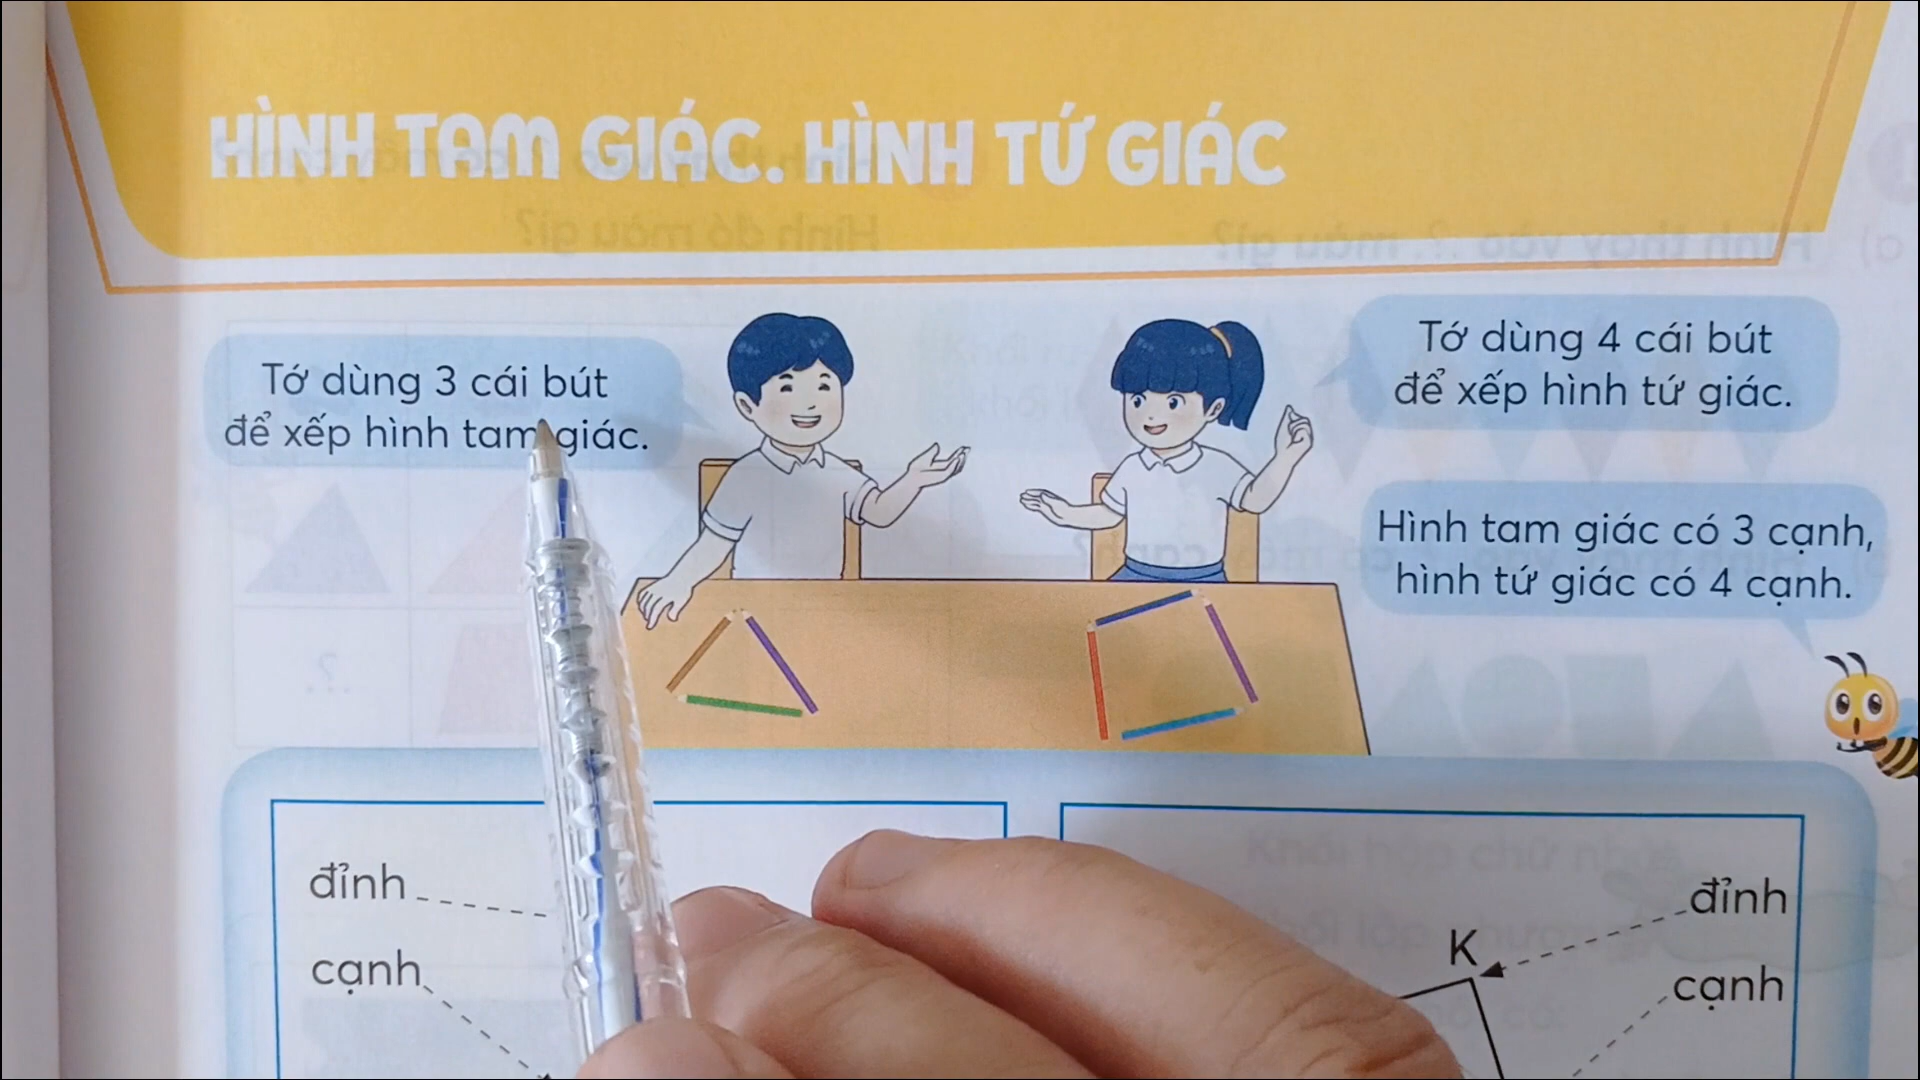 HÌNH TAM GIÁC. HÌNH TỨ GIÁC
Tớ dùng 3 cái bút
để xếp hình tam giác.
Tớ dùng 4 cái bút
để xếp hình tứ giác.
Hình tam giác có 3 cạnh,
hình tứ giác có 4 cạnh.
đỉnh
cạnh
K
đỉnh
cạnh